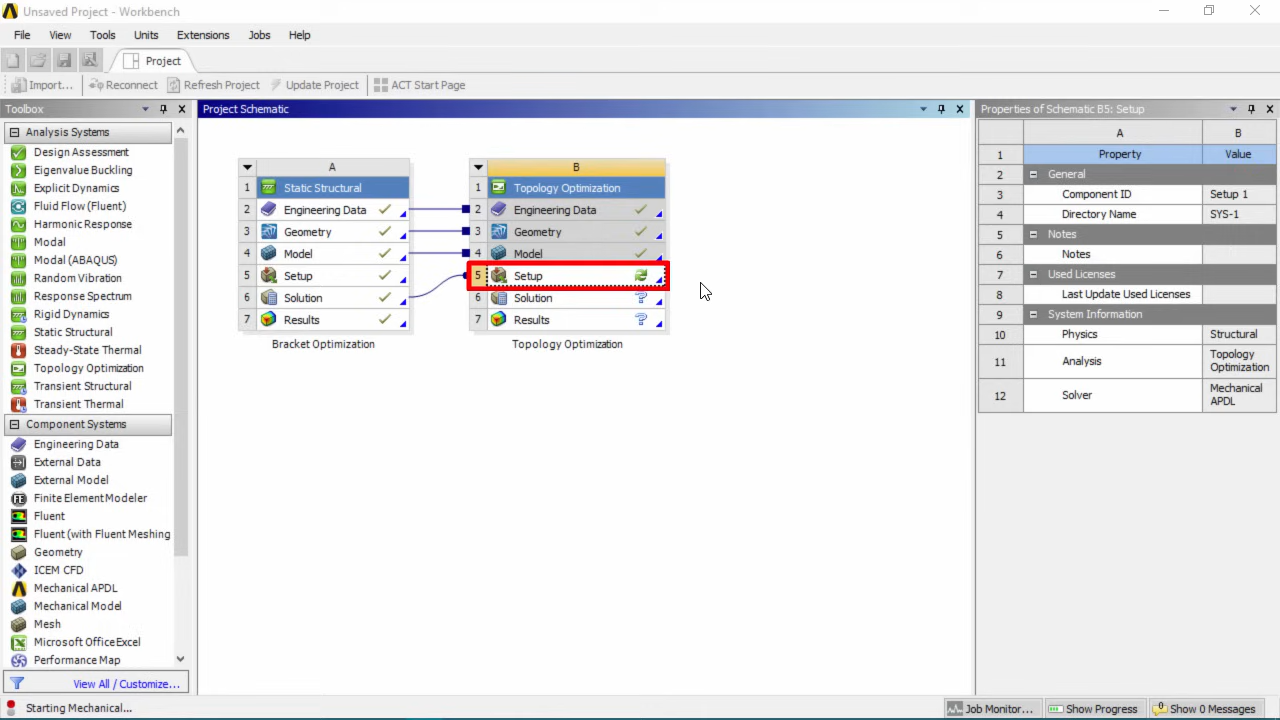 Unsaved Project - Workbench
File View Tools Units Extensions Jobs Help
Project
Import... Reconnect Refresh Project Update Project ACT Start Page
Toolbox
Analysis Systems
Design Assessment
Eigenvalue Buckling
Explicit Dynamics
Fluid Flow (Fluent)
Harmonic Response
Modal
Modal (ABAQUS)
Random Vibration
Response Spectrum
Rigid Dynamics
Static Structural
Steady-State Thermal
Topology Optimization
Transient Structural
Transient Thermal
Component Systems
Engineering Data
External Data
External Model
Finite Element Modeler
Fluent
Fluent (with Fluent Meshing
Geometry
ICEM CFD
Mechanical APDL
Mechanical Model
Mesh
Microsoft Office Excel
Performance Map
View All / Customize...
Project Schematic
A
1 Static Structural
2 Engineering Data
3 Geometry
4 Model
5 Setup
6 Solution
7 Results
Bracket Optimization
B
1 Topology Optimization
2 Engineering Data
3 Geometry
4 Model
5 Setup
6 Solution
7 Results
Topology Optimization
Properties of Schematic B5: Setup
A B
1 Property Value
2 General
3 Component ID Setup 1
4 Directory Name SYS-1
5 Notes
6 Notes
7 Used Licenses
8 Last Update Used Licenses
9 System Information
10 Physics Structural
11 Analysis Topology
Optimization
12 Solver Mechanical
APDL
Starting Mechanical... Job Monitor... Show Progress Show 0 Messages